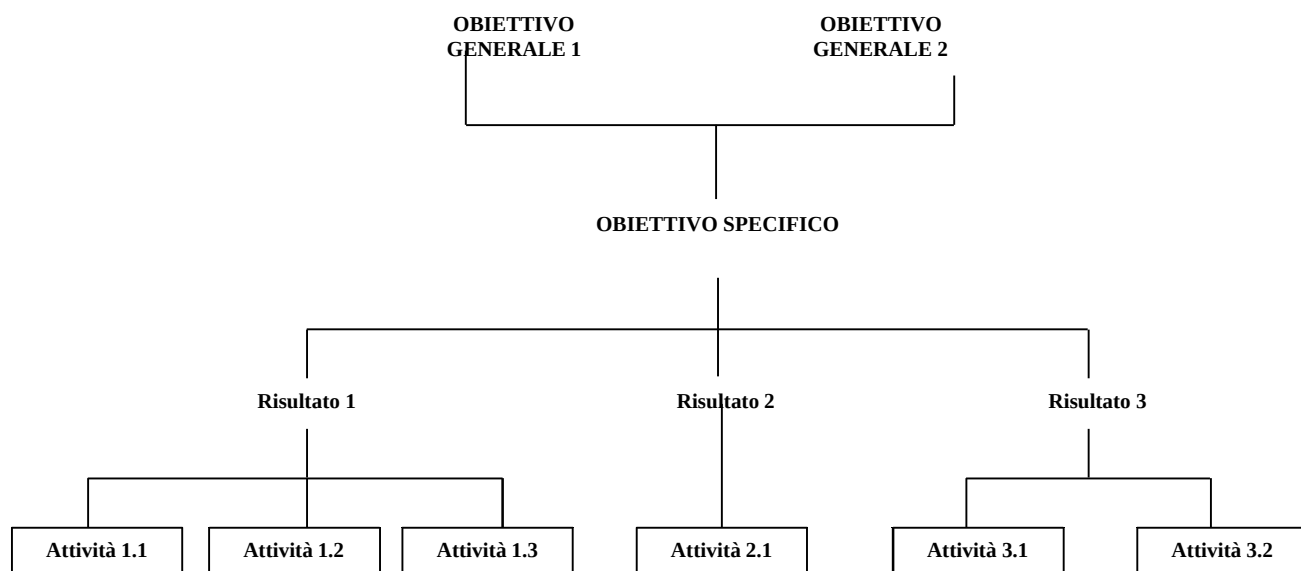 OBIETTIVO
GENERALE 1
OBIETTIVO
GENERALE 2
OBIETTIVO SPECIFICO
Risultato 1
Risultato 2
Risultato 3
Attività 1.1
Attività 1.2
Attività 1.3
Attività 2.1
Attività 3.1
Attività 3.2